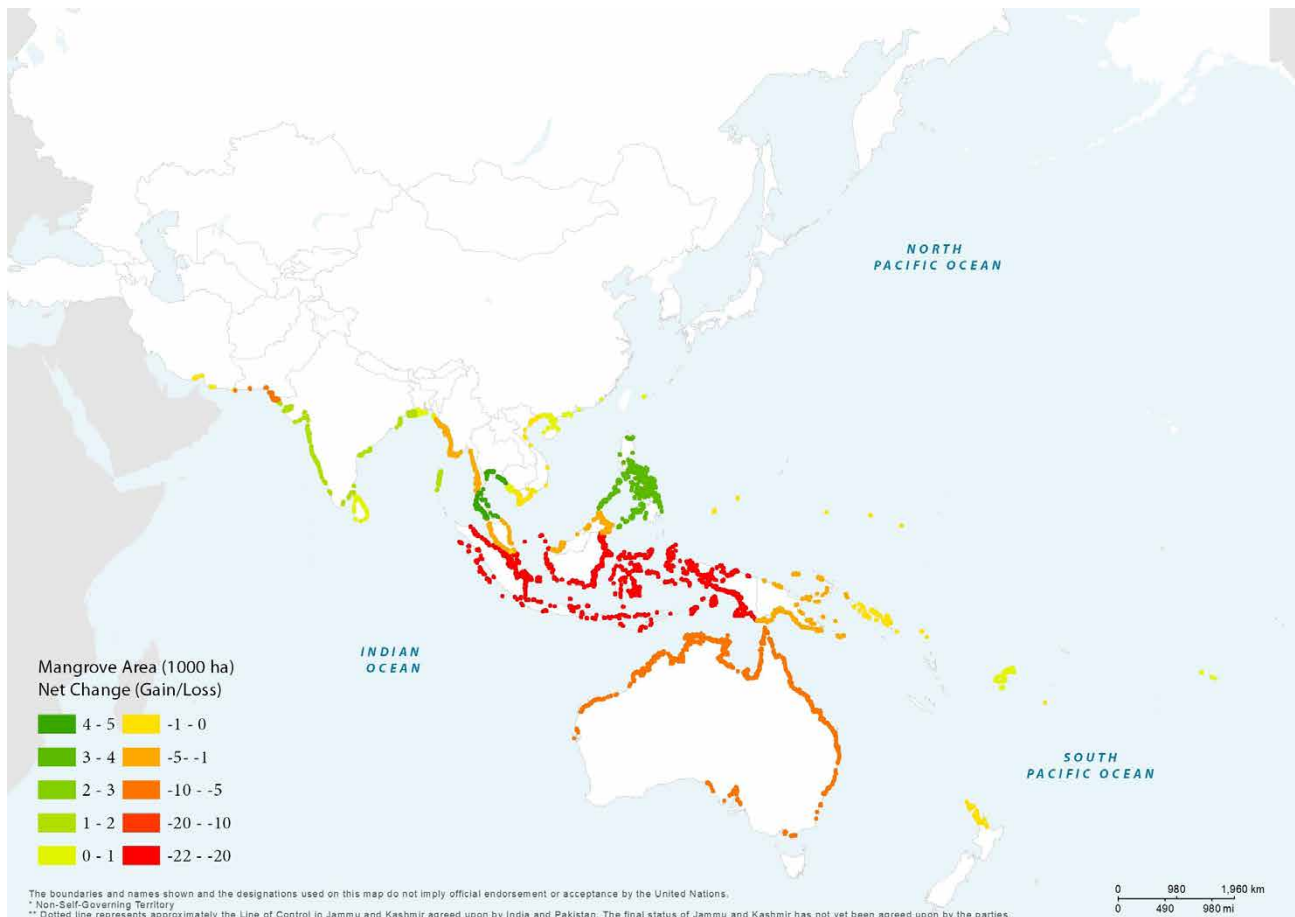 NORTH
PACIFIC OCEAN
INDIAN
OCEAN
SOUTH
PACIFIC OCEAN
Mangrove Area (1000 ha)
Net Change (Gain/Loss)
4 - 5 -1 - 0
3 - 4 -5- -1
2 - 3 -10 - -5
1 - 2 -20 - -10
0 - 1 -22 - -20
0 980 1,960 km
0 490 980 mi
The boundaries and names shown and the designations used on this map do not imply official endorsement or acceptance by the United Nations.
* Non-Self-Governing Territory
** Dotted line represents approximately the Line of Control in Jammu and Kashmir agreed upon by India and Pakistan. The final status of Jammu and Kashmir has not yet been agreed upon by the parties.